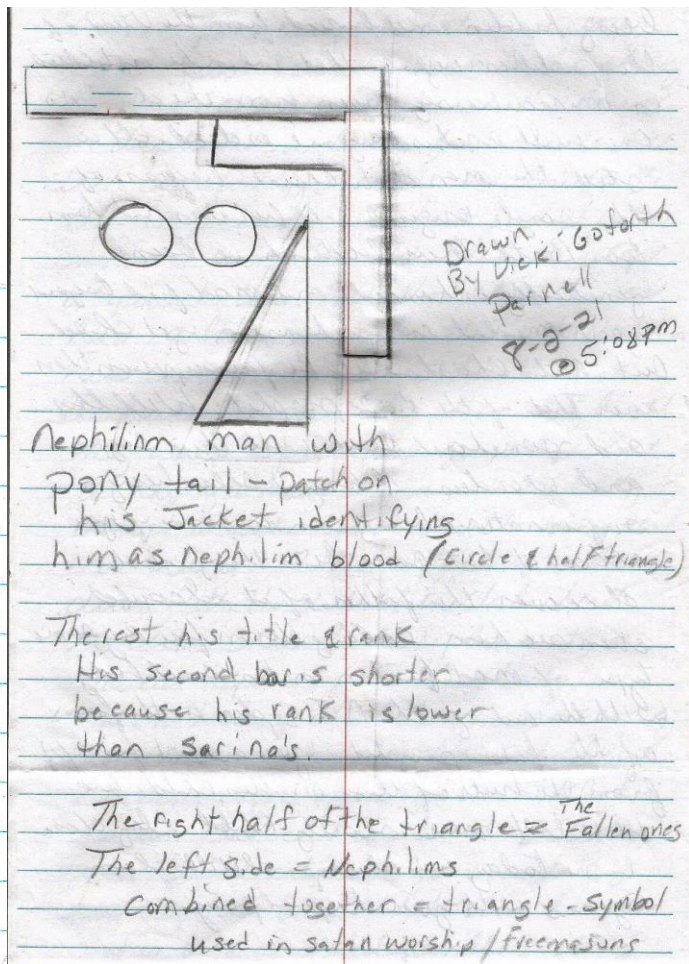 Drawn
By Vicki Goforth
Parnell
8-2-21
@ 5:08 pm
Nephilinm man with
pony tail - patch on
his Jacket identifying
him as nephilim blood (circle & half triangle)
The rest his title & rank
His second bar is shorter
because his rank is lower
than Sarina's.
The right half of the triangle = The Fallen ones
The left side = Nephilims
Combined together = triangle - Symbol
used in satan worship / freemasons